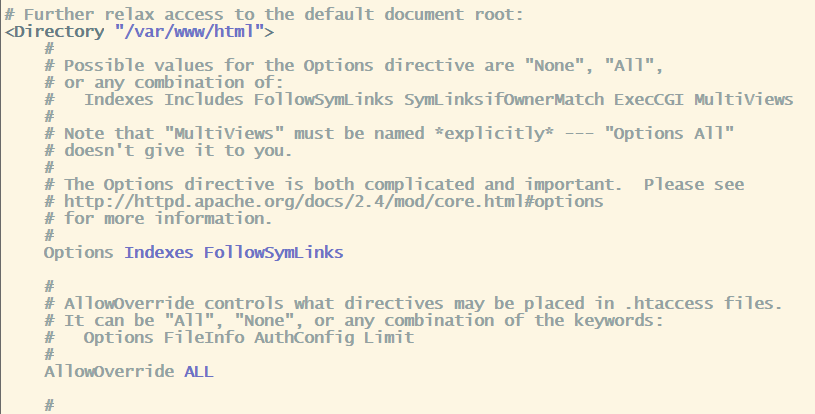 # Further relax access to the default document root:
<Directory "/var/www/html">
    #
    # Possible values for the Options directive are "None", "All",
    # or any combination of:
    #   Indexes Includes FollowSymLinks SymLinksifOwnerMatch ExecCGI MultiViews
    #
    # Note that "MultiViews" must be named *explicitly* --- "Options All"
    # doesn't give it to you.
    #
    # The Options directive is both complicated and important.  Please see
    # http://httpd.apache.org/docs/2.4/mod/core.html#options
    # for more information.
    #
    Options Indexes FollowSymLinks

    #
    # AllowOverride controls what directives may be placed in .htaccess files.
    # It can be "All", "None", or any combination of the keywords:
    #   Options FileInfo AuthConfig Limit
    #
    AllowOverride ALL

    #